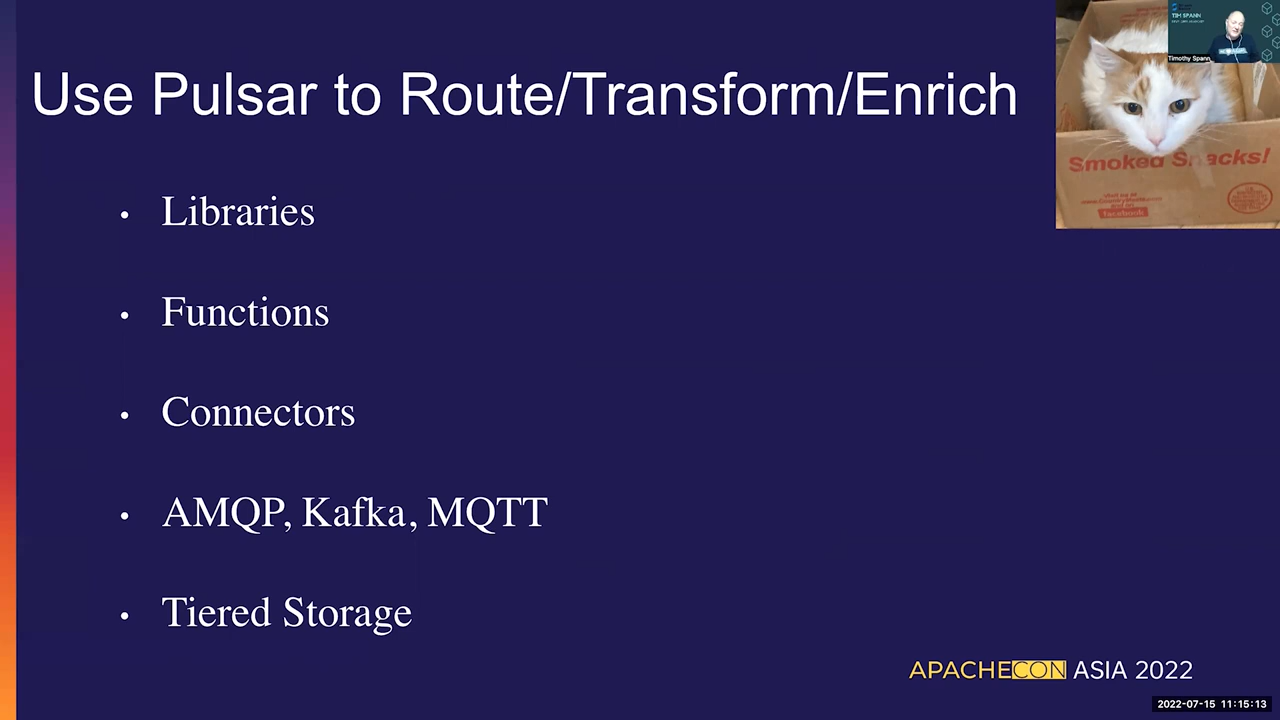 Use Pulsar to Route/Transform/Enrich
TIM SPANN
Timothy Spann
Smoked Snacks!
facebook
• Libraries
• Functions
• Connectors
• AMQP, Kafka, MQTT
• Tiered Storage
APACHECON ASIA 2022
2022-07-15 11:15:13